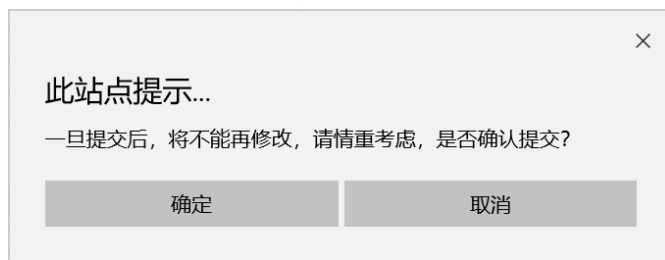 此站点提示...
一旦提交后，将不能再修改，请情重考虑，是否确认提交？
确定
取消